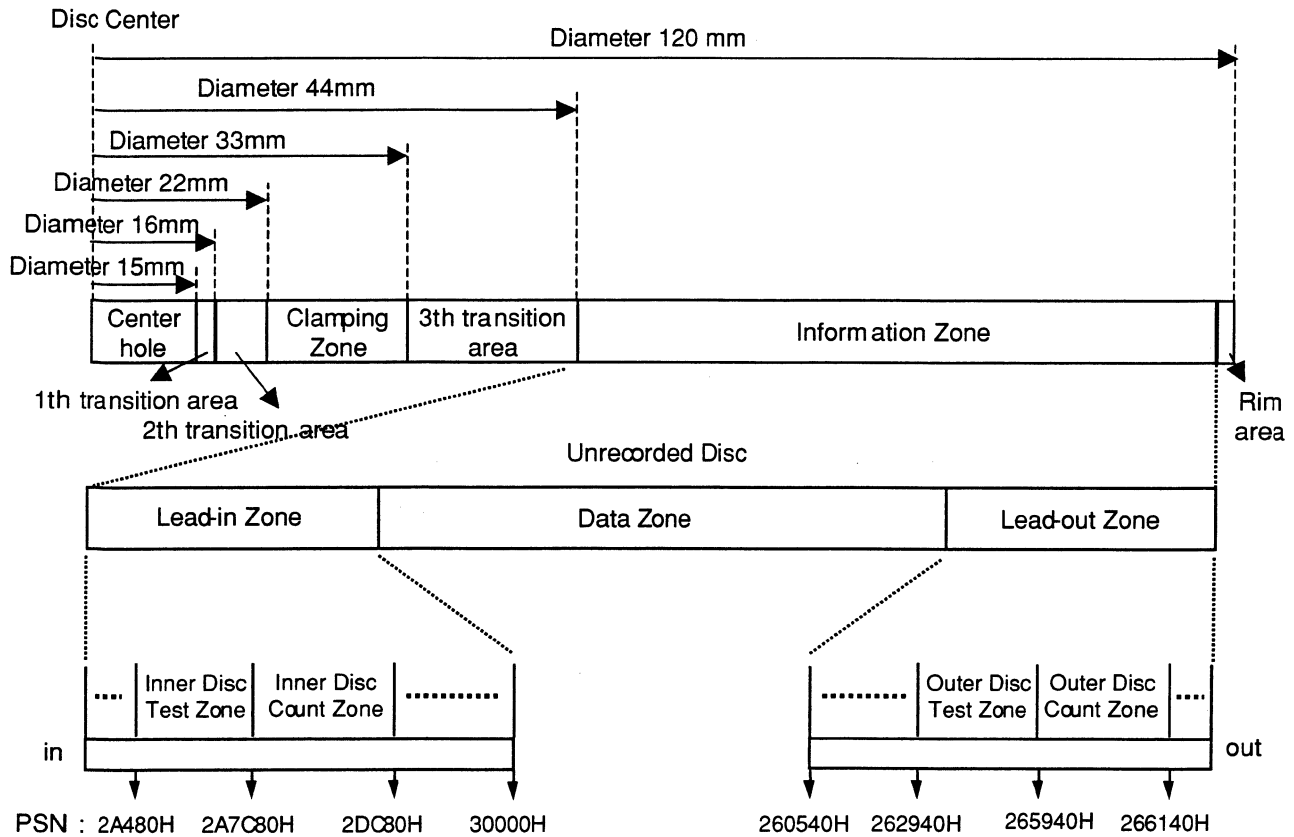 Disc Center
Diameter 120 mm
Diameter 44mm
Diameter 33mm
Diameter 22mm
Diameter 16mm
Diameter 15mm
Center hole
Clamping Zone
3th transition area
Information Zone
1th transition area
2th transition area
Rim area
Unrecorded Disc
Lead-in Zone
Data Zone
Lead-out Zone
Inner Disc Test Zone
Inner Disc Count Zone
Outer Disc Test Zone
Outer Disc Count Zone
in
out
PSN : 2A480H 2A7C80H 2DC80H 30000H 260540H 262940H 265940H 266140H